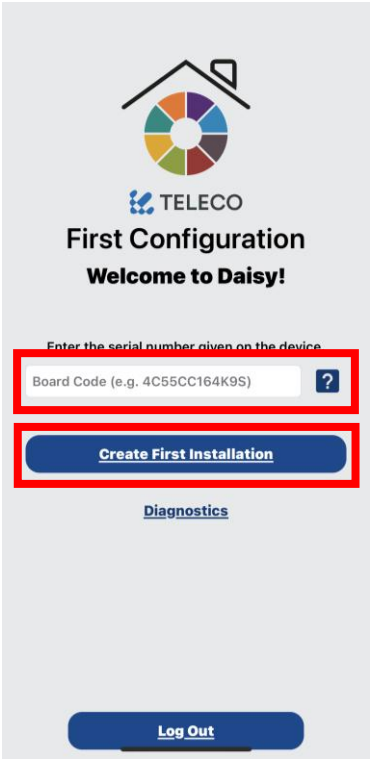 TELECO
First Configuration
Welcome to Daisy!
Enter the serial number given on the device
Board Code (e.g. 4C55CC164K9S)
?
Create First Installation
Diagnostics
Log Out